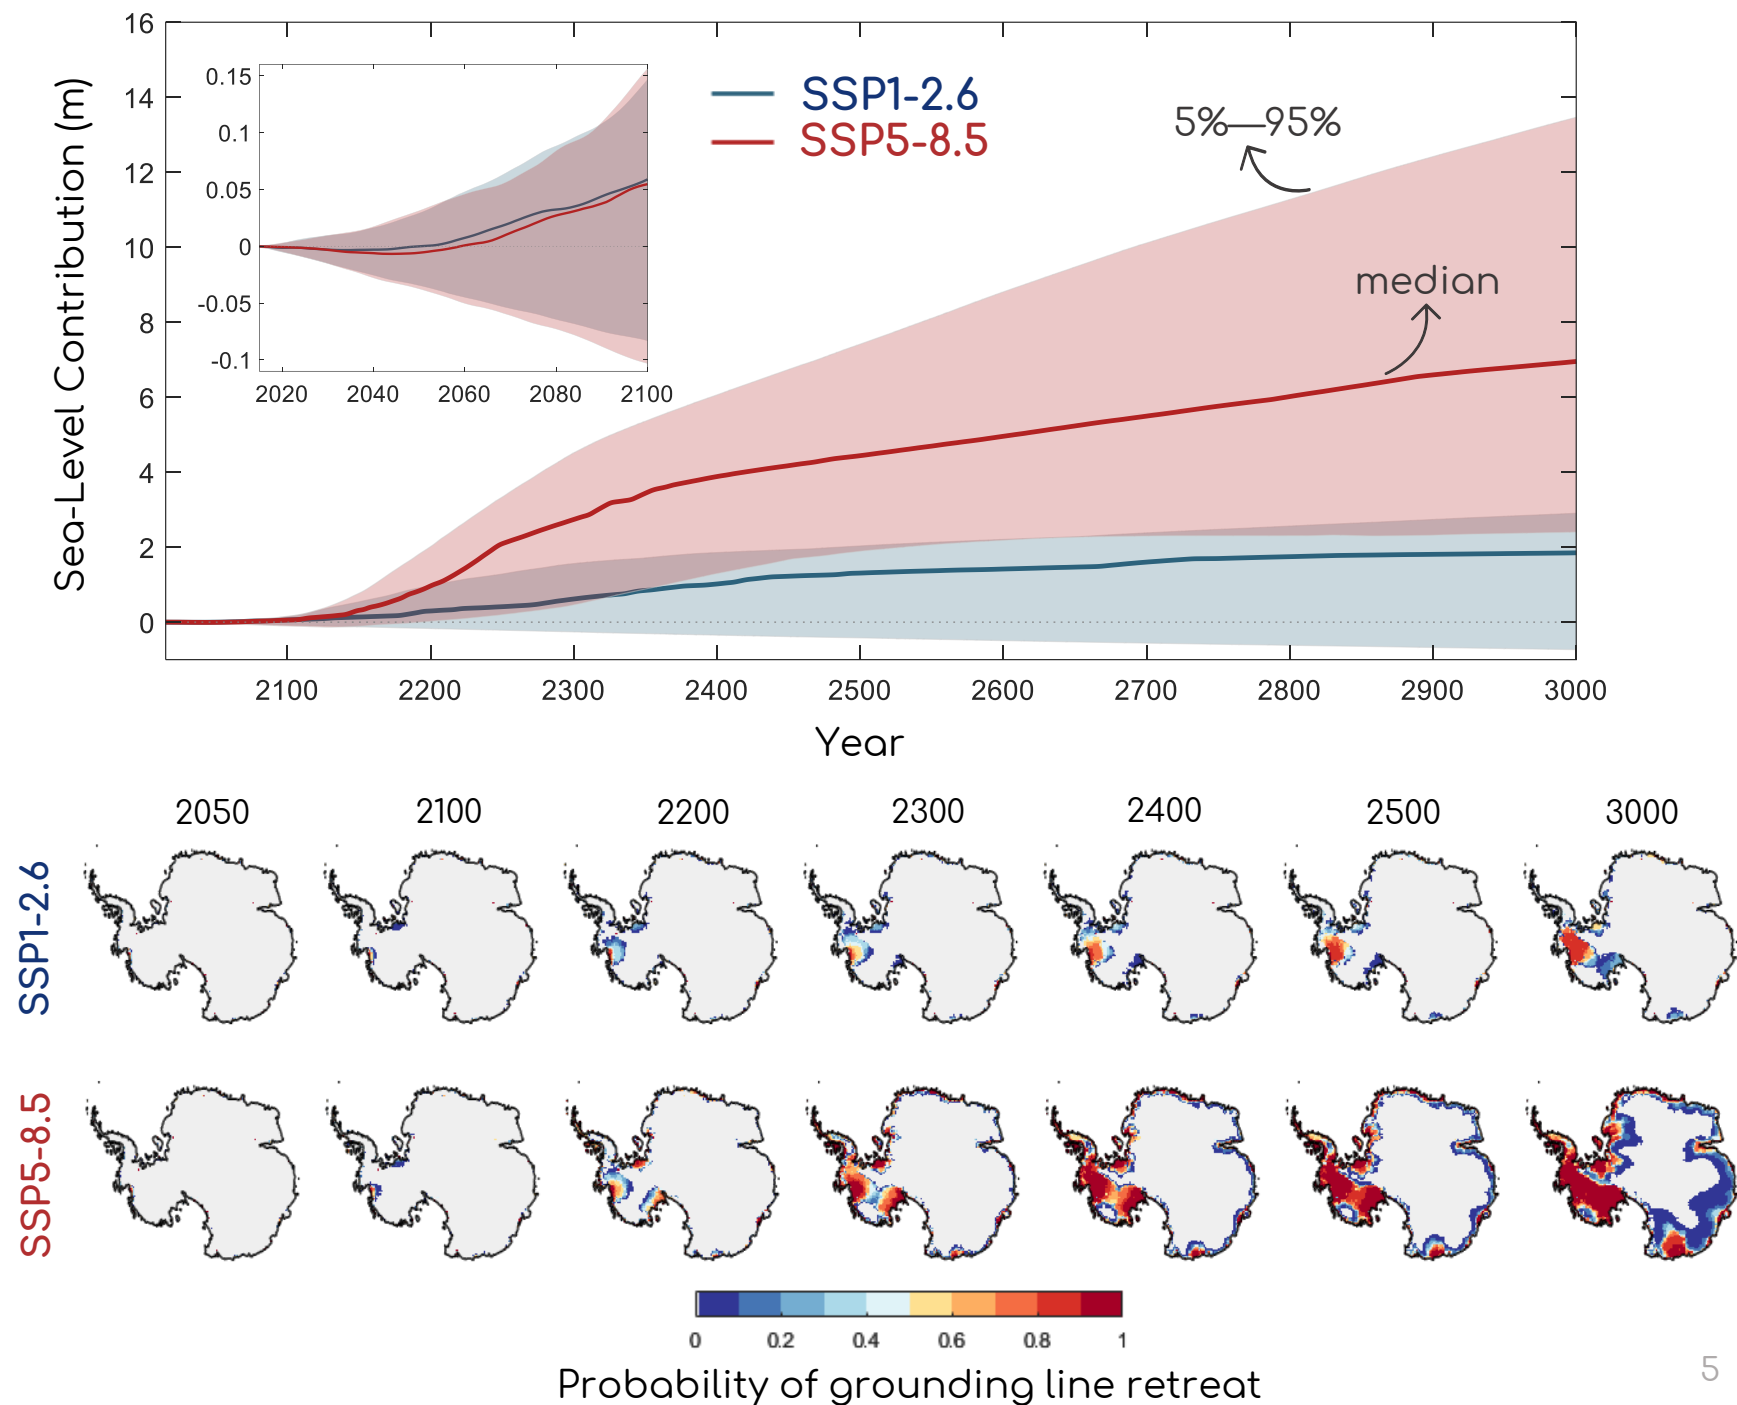 Sea-Level Contribution (m)
16
14
12
10
8
6
4
2
0
0.15
0.1
0.05
0
-0.05
-0.1
2020 2040 2060 2080 2100
SSP1-2.6
SSP5-8.5
5%—95%
median
2100 2200 2300 2400 2500 2600 2700 2800 2900 3000
Year
2050 2100 2200 2300 2400 2500 3000
SSP1-2.6
SSP5-8.5
0 0.2 0.4 0.6 0.8 1
Probability of grounding line retreat
5